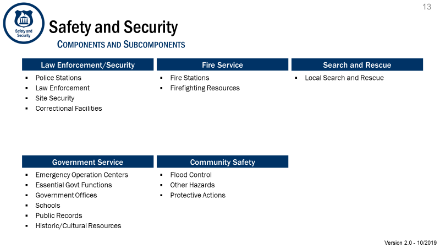 13
Safety and Security
Safety and Security
COMPONENTS AND SUBCOMPONENTS
Law Enforcement/Security
Police Stations
Law Enforcement
Site Security
Correctional Facilities
Fire Service
Fire Stations
Firefighting Resources
Search and Rescue
Local Search and Rescue
Government Service
Emergency Operation Centers
Essential Govt Functions
Government Offices
Schools
Public Records
Historic/Cultural Resources
Community Safety
Flood Control
Other Hazards
Protective Actions
Version 2.0 - 10/2019